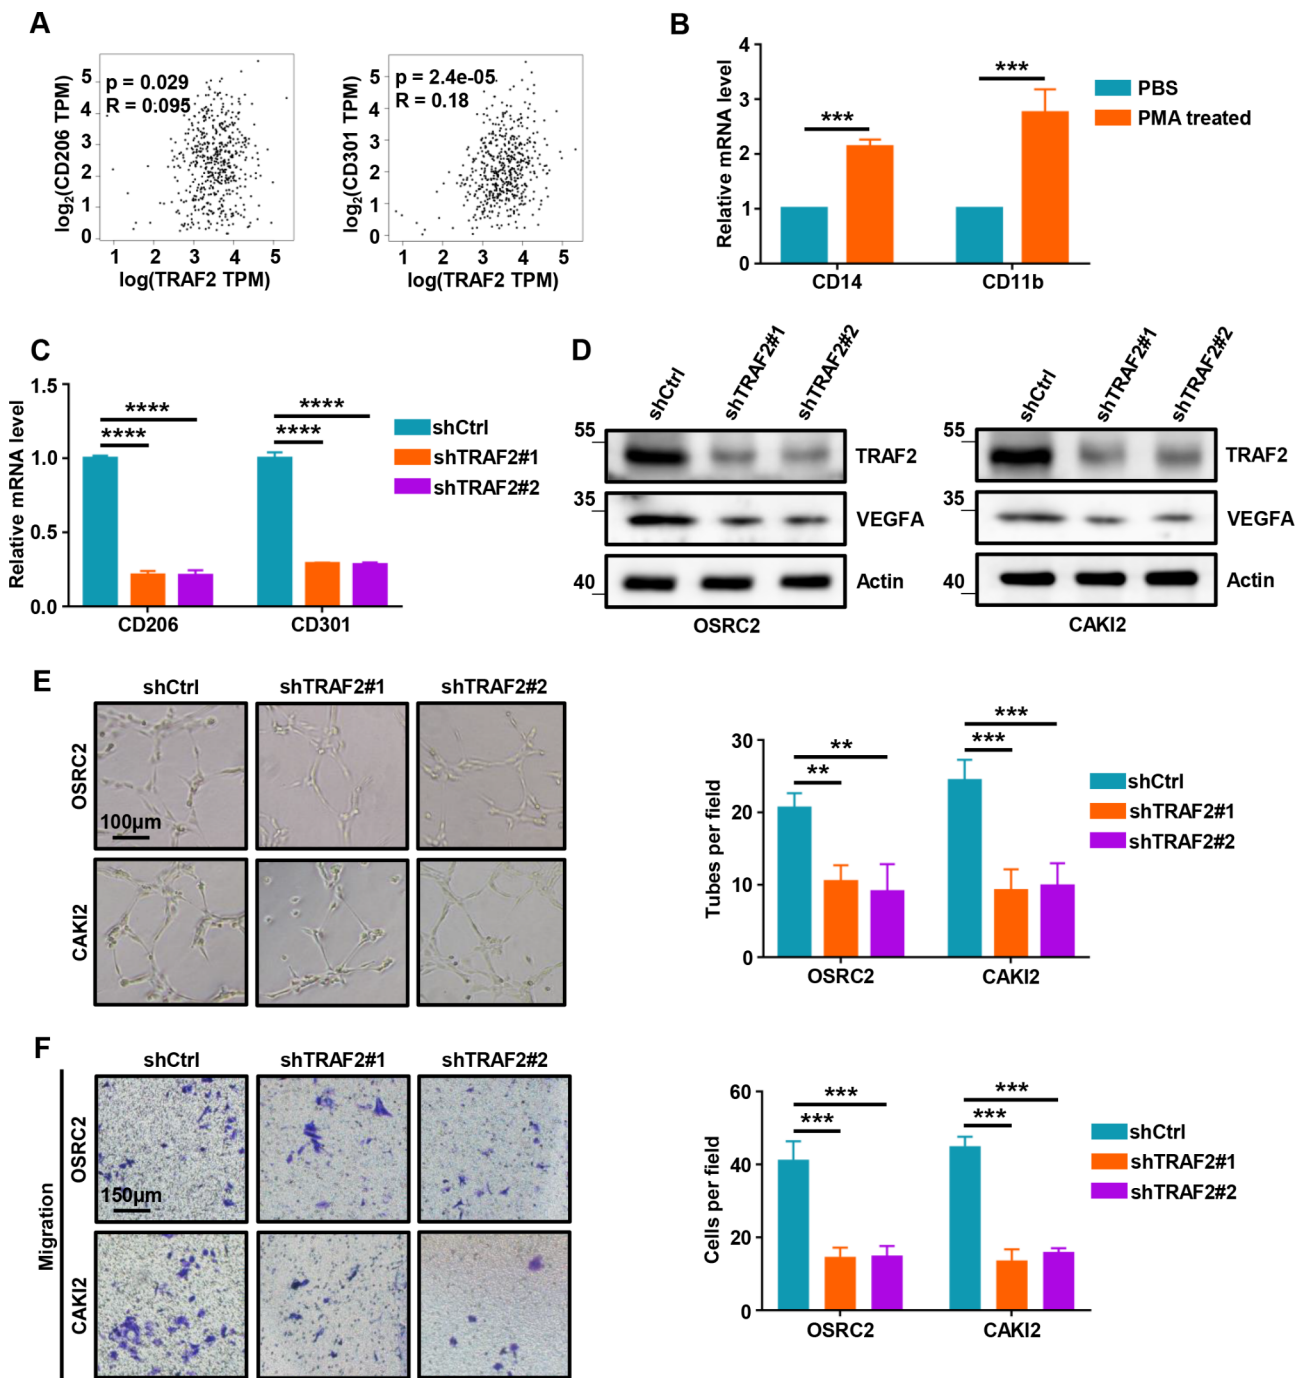 A
p = 0.029
R = 0.095
log₂(CD206 TPM)
5
4
3
2
1
0
1 2 3 4 5
log(TRAF2 TPM)
p = 2.4e-05
R = 0.18
log₂(CD301 TPM)
5
4
3
2
1
0
1 2 3 4 5
log(TRAF2 TPM)
B
Relative mRNA level
4
3
2
1
0
***
***
CD14 CD11b
PBS
PMA treated
C
Relative mRNA level
1.5
1.0
0.5
0.0
****
****
****
****
CD206 CD301
shCtrl
shTRAF2#1
shTRAF2#2
D
shCtrl shTRAF2#1 shTRAF2#2
55 TRAF2
35 VEGFA
40 Actin
OSRC2
shCtrl shTRAF2#1 shTRAF2#2
55 TRAF2
35 VEGFA
40 Actin
CAKI2
E
shCtrl shTRAF2#1 shTRAF2#2
OSRC2
100μm
CAKI2
Tubes per field
30
20
10
0
**
**
***
***
OSRC2 CAKI2
shCtrl
shTRAF2#1
shTRAF2#2
F
shCtrl shTRAF2#1 shTRAF2#2
Migration
OSRC2
150μm
CAKI2
Cells per field
60
40
20
0
***
***
***
***
OSRC2 CAKI2
shCtrl
shTRAF2#1
shTRAF2#2